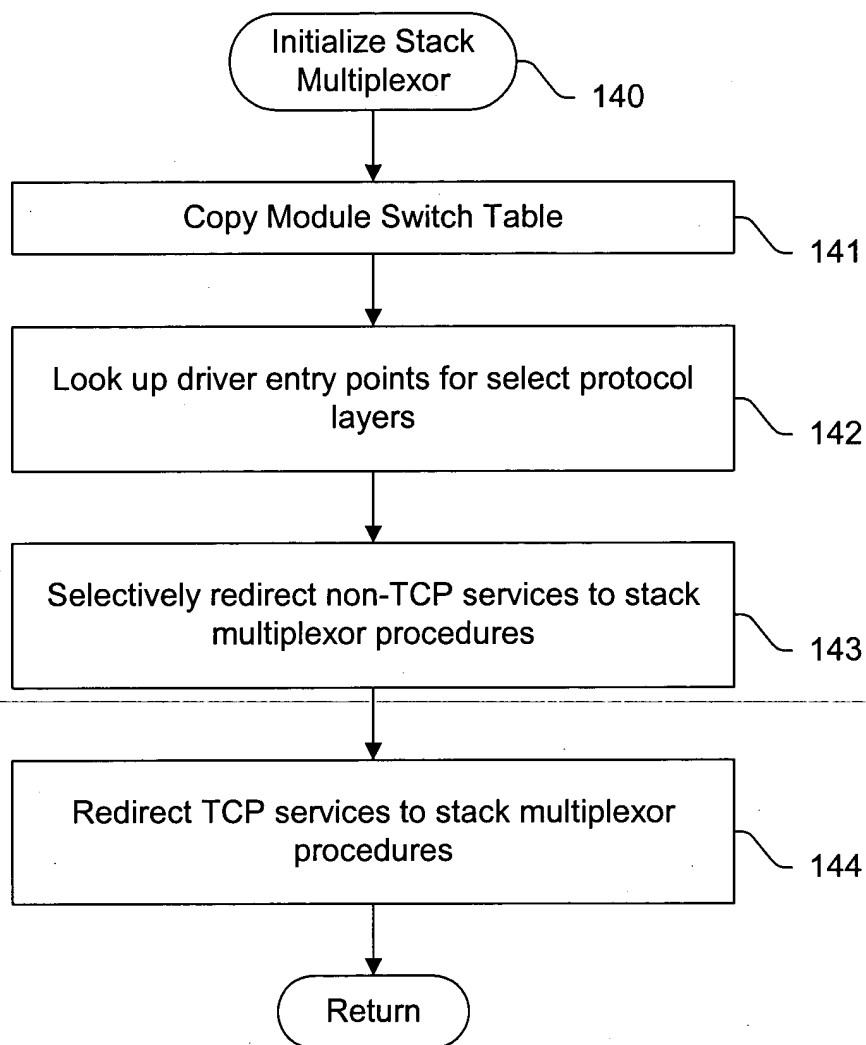 Initialize Stack
Multiplexor
140
Copy Module Switch Table
141
Look up driver entry points for select protocol
layers
142
Selectively redirect non-TCP services to stack
multiplexor procedures
143
Redirect TCP services to stack multiplexor
procedures
144
Return